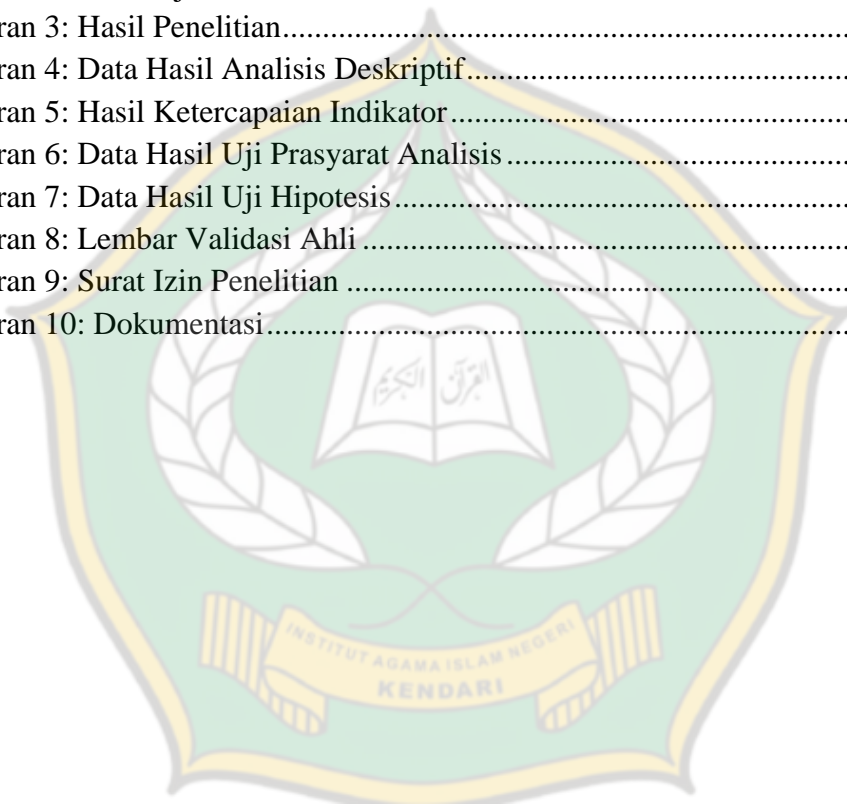 ran 3: Hasil Penelitian
ran 4: Data Hasil Analisis Deskriptif
ran 5: Hasil Ketercapaian Indikator
ran 6: Data Hasil Uji Prasyarat Analisis
ran 7: Data Hasil Uji Hipotesis
ran 8: Lembar Validasi Ahli
ran 9: Surat Izin Penelitian
ran 10: Dokumentasi
القرآن الكريم
INSTITUT AGAMA ISLAM NEGERI
KENDARI